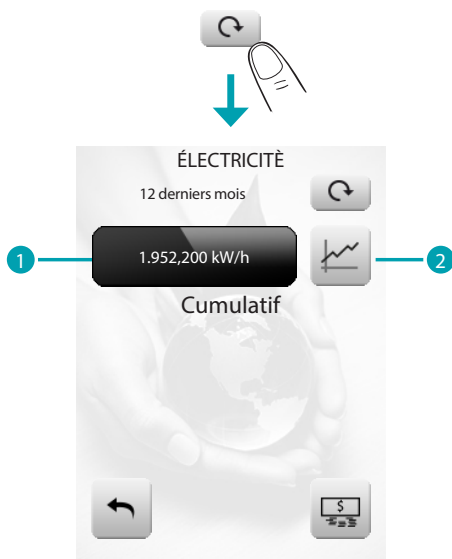 ÉLECTRICITÈ
12 derniers mois
1
1.952,200 kW/h
2
Cumulatif
$